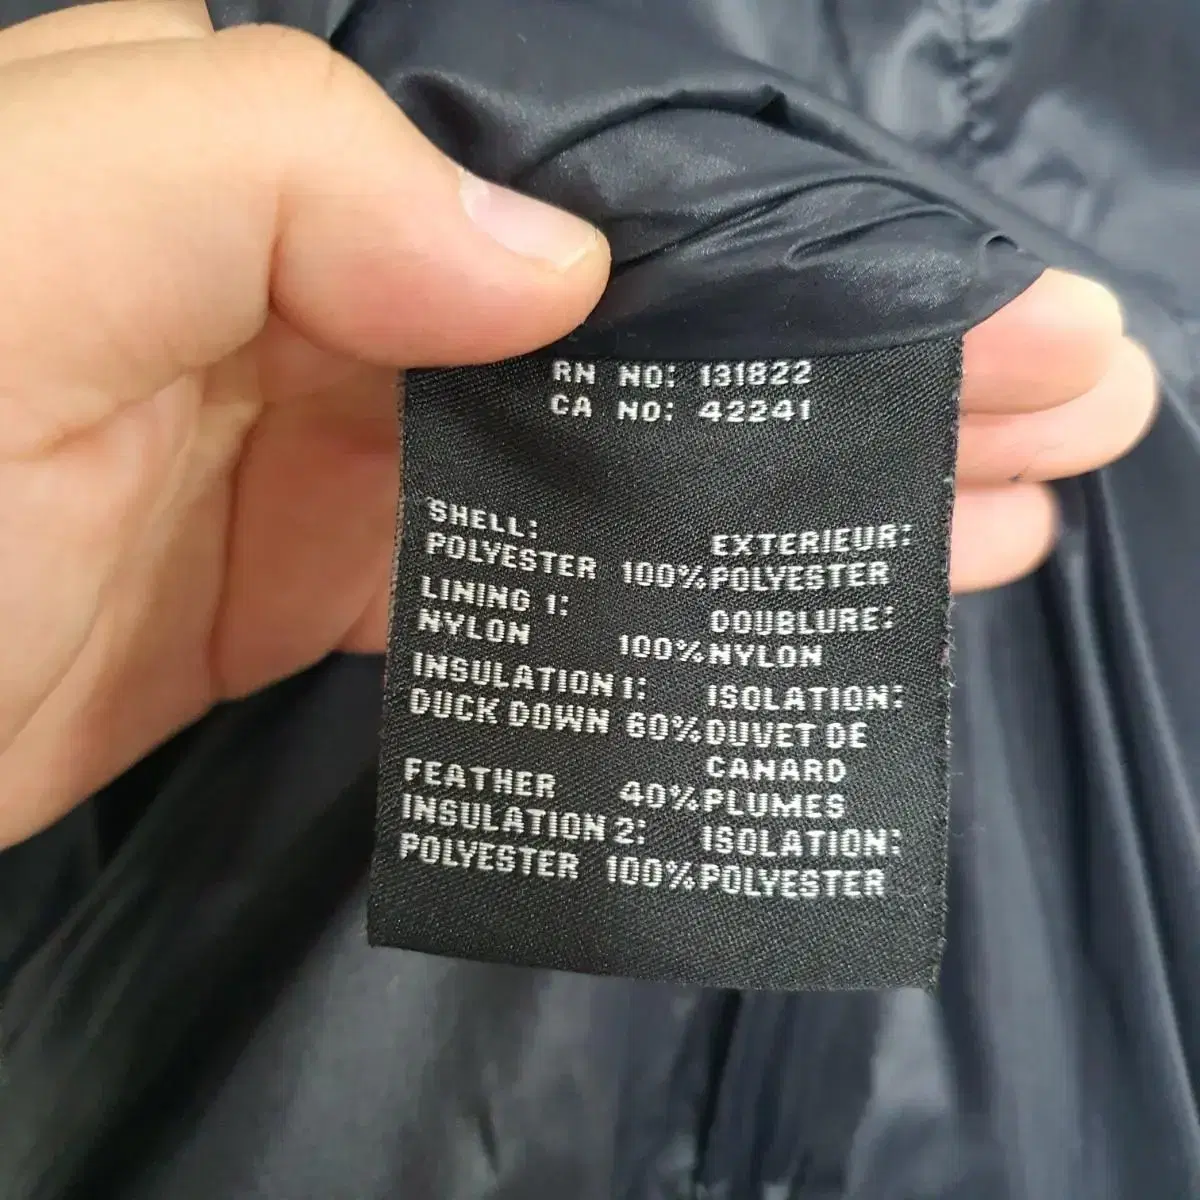 RN NO: 131822
CA NO: 42241
SHELL:
POLYESTER 100%
LINING 1:
NYLON 100%
INSULATION 1:
DUCK DOWN 60%
FEATHER 40%
INSULATION 2:
POLYESTER 100%
EXTERIEUR:
POLYESTER
DOUBLURE:
NYLON
ISOLATION:
DUVET DE
CANARD
PLUMES
ISOLATION:
POLYESTER